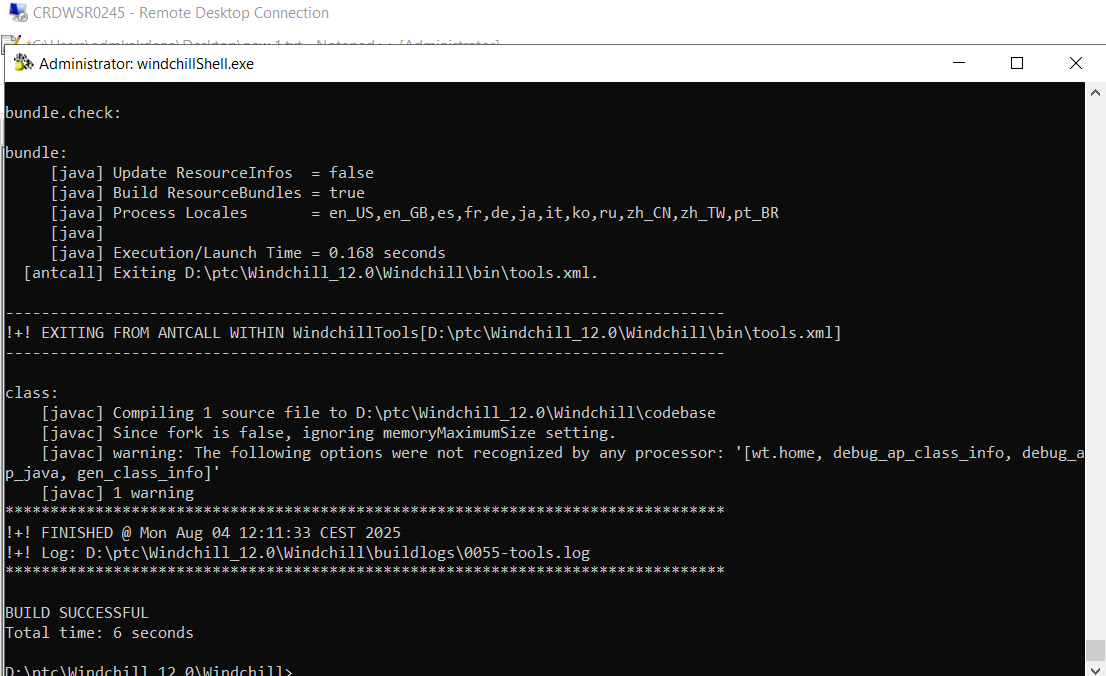 CRDWSR0245 - Remote Desktop Connection
Administrator: windchillShell.exe
bundle.check:
bundle:
[java] Update ResourceInfos  = false
[java] Build ResourceBundles = true
[java] Process Locales       = en_US,en_GB,es,fr,de,ja,it,ko,ru,zh_CN,zh_TW,pt_BR
[java]
[java] Execution/Launch Time = 0.168 seconds
[antcall] Exiting D:\ptc\Windchill_12.0\Windchill\bin\tools.xml.
--------------------------------------------------------------------------------
!+! EXITING FROM ANTCALL WITHIN WindchillTools[D:\ptc\Windchill_12.0\Windchill\bin\tools.xml]
--------------------------------------------------------------------------------
class:
[javac] Compiling 1 source file to D:\ptc\Windchill_12.0\Windchill\codebase
[javac] Since fork is false, ignoring memoryMaximumSize setting.
[javac] warning: The following options were not recognized by any processor: '[wt.home, debug_ap_class_info, debug_a
p_java, gen_class_info]'
[javac] 1 warning
********************************************************************************
!+! FINISHED @ Mon Aug 04 12:11:33 CEST 2025
!+! Log: D:\ptc\Windchill_12.0\Windchill\buildlogs\0055-tools.log
********************************************************************************
BUILD SUCCESSFUL
Total time: 6 seconds
D:\ptc\Windchill_12.0\Windchill>